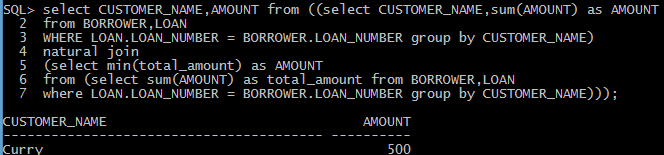 SQL> select CUSTOMER_NAME,AMOUNT from ((select CUSTOMER_NAME,sum(AMOUNT) as AMOUNT
2 from BORROWER,LOAN
3 WHERE LOAN.LOAN_NUMBER = BORROWER.LOAN_NUMBER group by CUSTOMER_NAME)
4 natural join
5 (select min(total_amount) as AMOUNT
6 from (select sum(AMOUNT) as total_amount from BORROWER,LOAN
7 where LOAN.LOAN_NUMBER = BORROWER.LOAN_NUMBER group by CUSTOMER_NAME)));
CUSTOMER_NAME AMOUNT
---------------------------------------- ----------
Curry 500